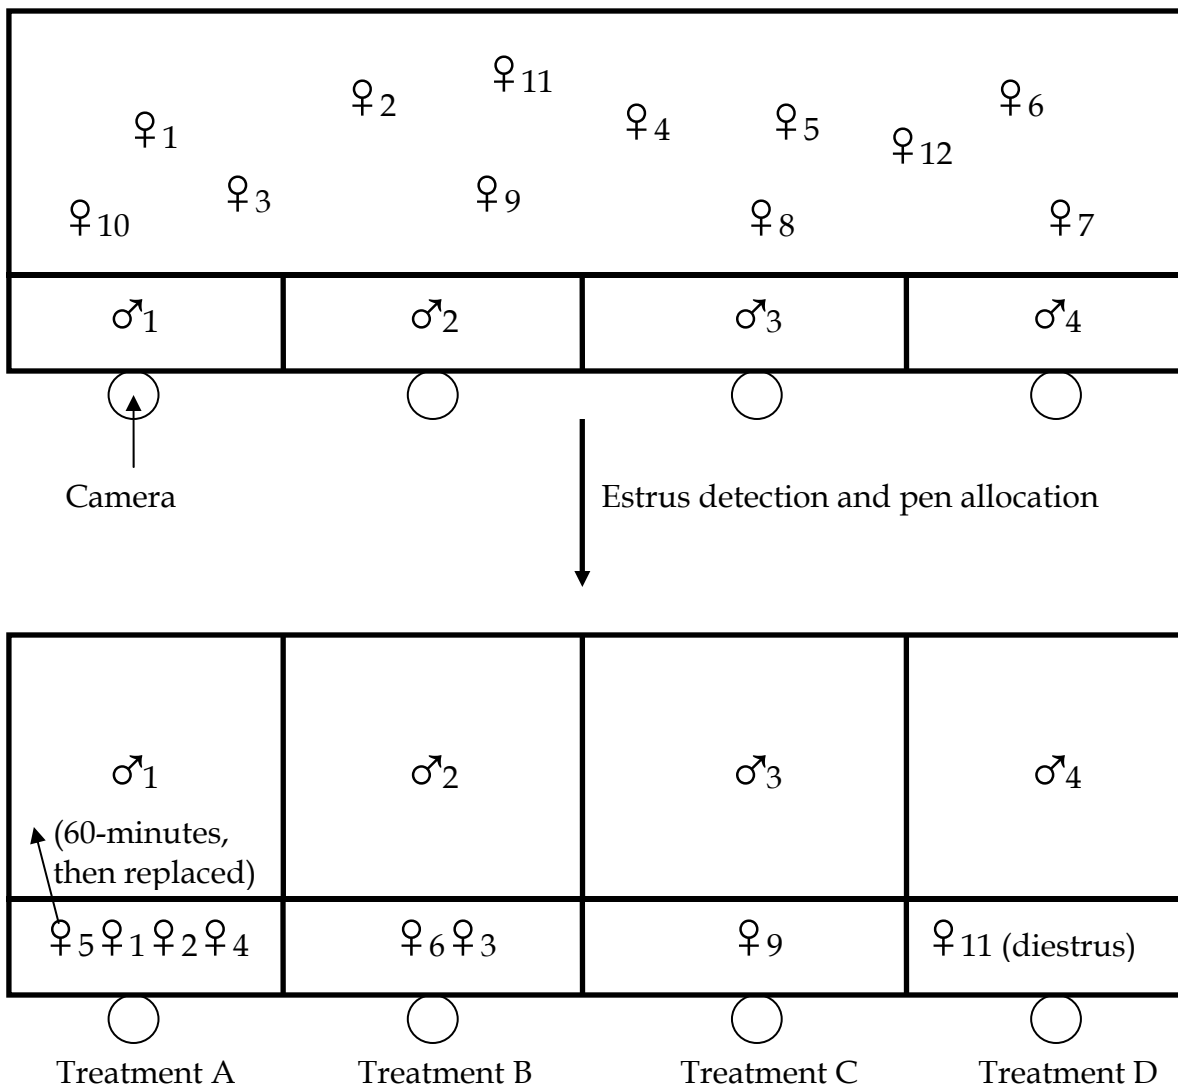 ♀11
♀2 ♀6
♀1 ♀4 ♀5
♀12
♀3 ♀9
♀10 ♀8 ♀7
♂1 ♂2 ♂3 ♂4
Camera
Estrus detection and pen allocation
♂1 ♂2 ♂3 ♂4
(60-minutes,
then replaced)
♀5♀1♀2♀4 ♀6♀3 ♀9 ♀11 (diestrus)
Treatment A Treatment B Treatment C Treatment D